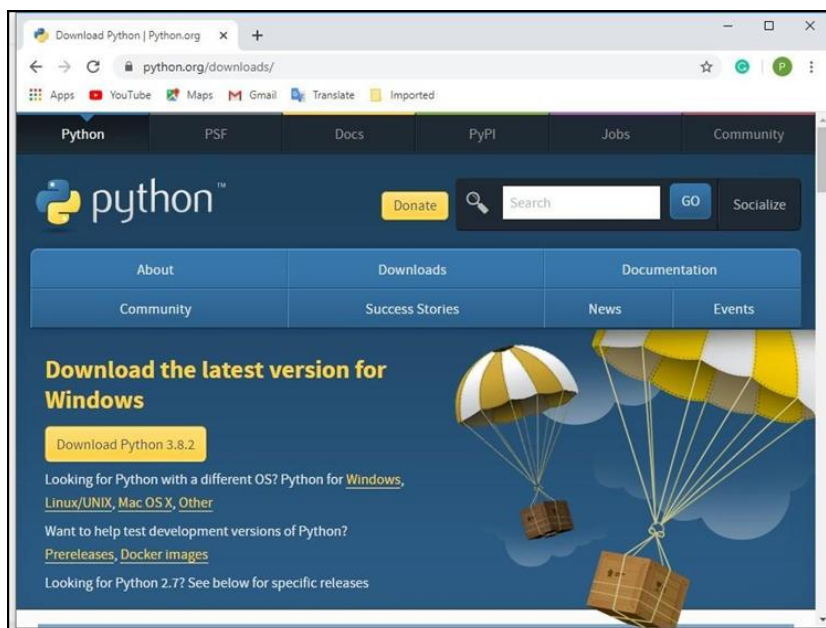 Download Python | Python.org
python.org/downloads/
P
Apps YouTube Maps Gmail Translate Imported
Python PSF Docs PyPI Jobs Community
python™
Donate Search GO Socialize
About Downloads Documentation
Community Success Stories News Events
Download the latest version for
Windows
Download Python 3.8.2
Looking for Python with a different OS? Python for Windows,
Linux/UNIX, Mac OS X, Other
Want to help test development versions of Python?
Prereleases, Docker images
Looking for Python 2.7? See below for specific releases